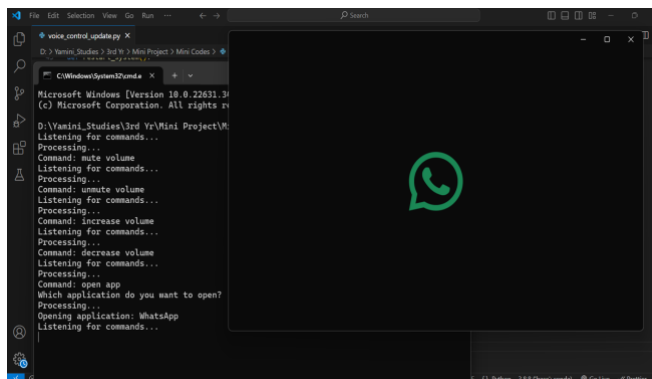 File Edit Selection View Go Run ...
Search
voice_control_update.py
D: > Yamini_Studies > 3rd Yr > Mini Project > Mini Codes >
C:\Windows\System32\cmd.e
Microsoft Windows [Version 10.0.22631.34
(c) Microsoft Corporation. All rights re
D:\Yamini_Studies\3rd Yr\Mini Project\M
Listening for commands...
Processing...
Command: mute volume
Listening for commands...
Processing...
Command: unmute volume
Listening for commands...
Processing...
Command: increase volume
Listening for commands...
Processing...
Command: decrease volume
Listening for commands...
Processing...
Command: open app
Which application do you want to open?
Processing...
Opening application: WhatsApp
Listening for commands...